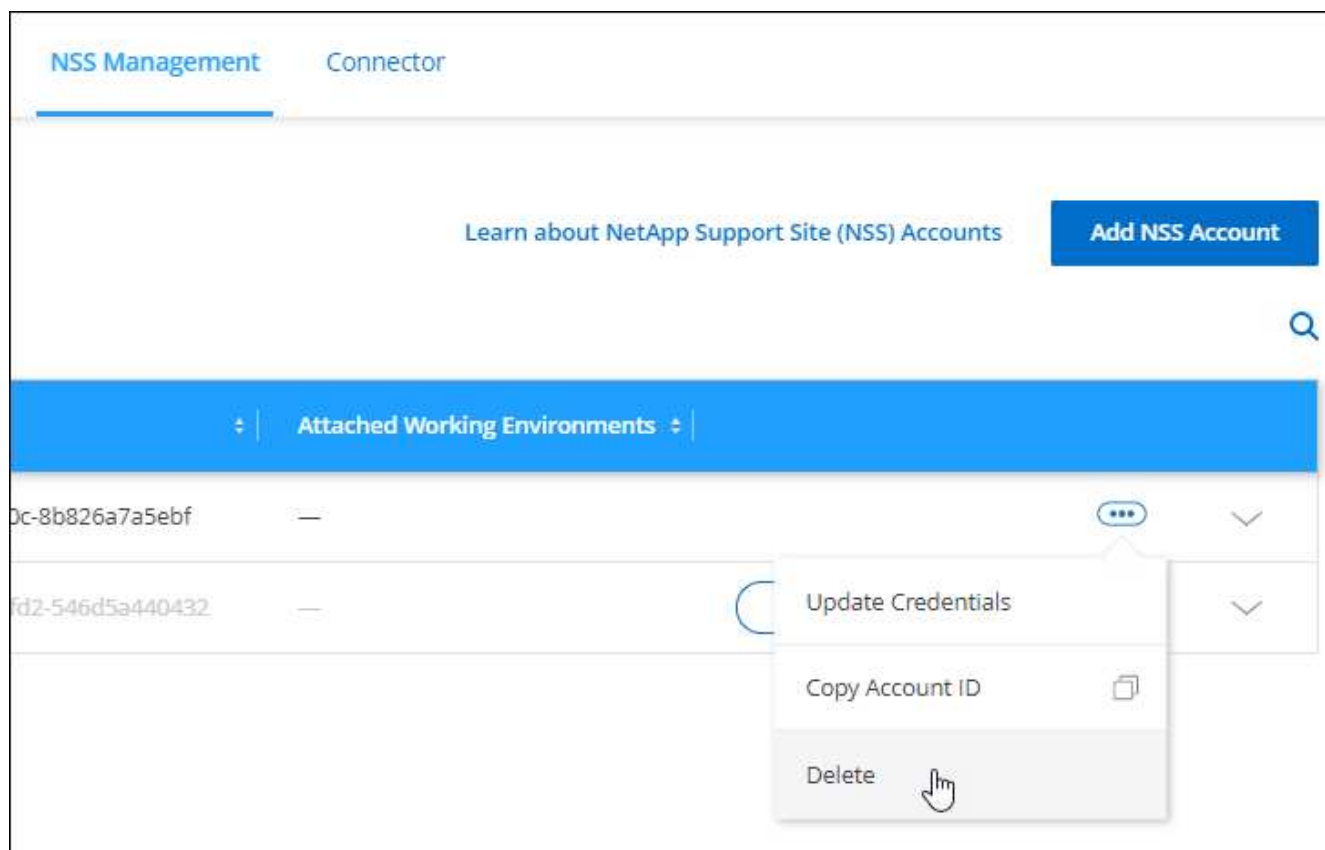 NSS Management Connector
Learn about NetApp Support Site (NSS) Accounts Add NSS Account
Attached Working Environments
0c-8b826a7a5ebf —
fd2-546d5a440432 —
Update Credentials
Copy Account ID
Delete